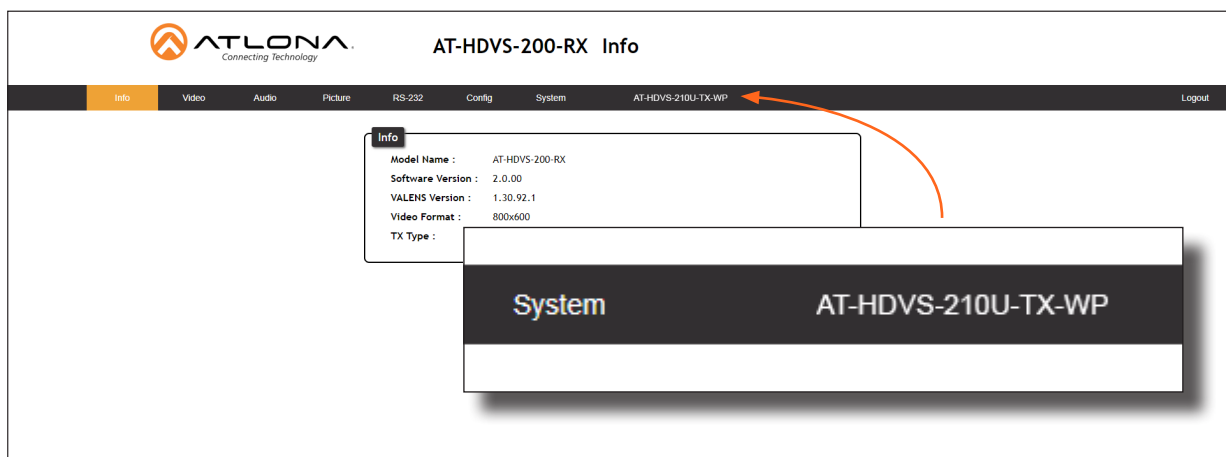 ATLONA.
Connecting Technology
AT-HDVS-200-RX Info
Info Video Audio Picture RS-232 Config System AT-HDVS-210U-TX-WP Logout
Info
Model Name : AT-HDVS-200-RX
Software Version : 2.0.00
VALENS Version : 1.30.92.1
Video Format : 800x600
TX Type :
System AT-HDVS-210U-TX-WP